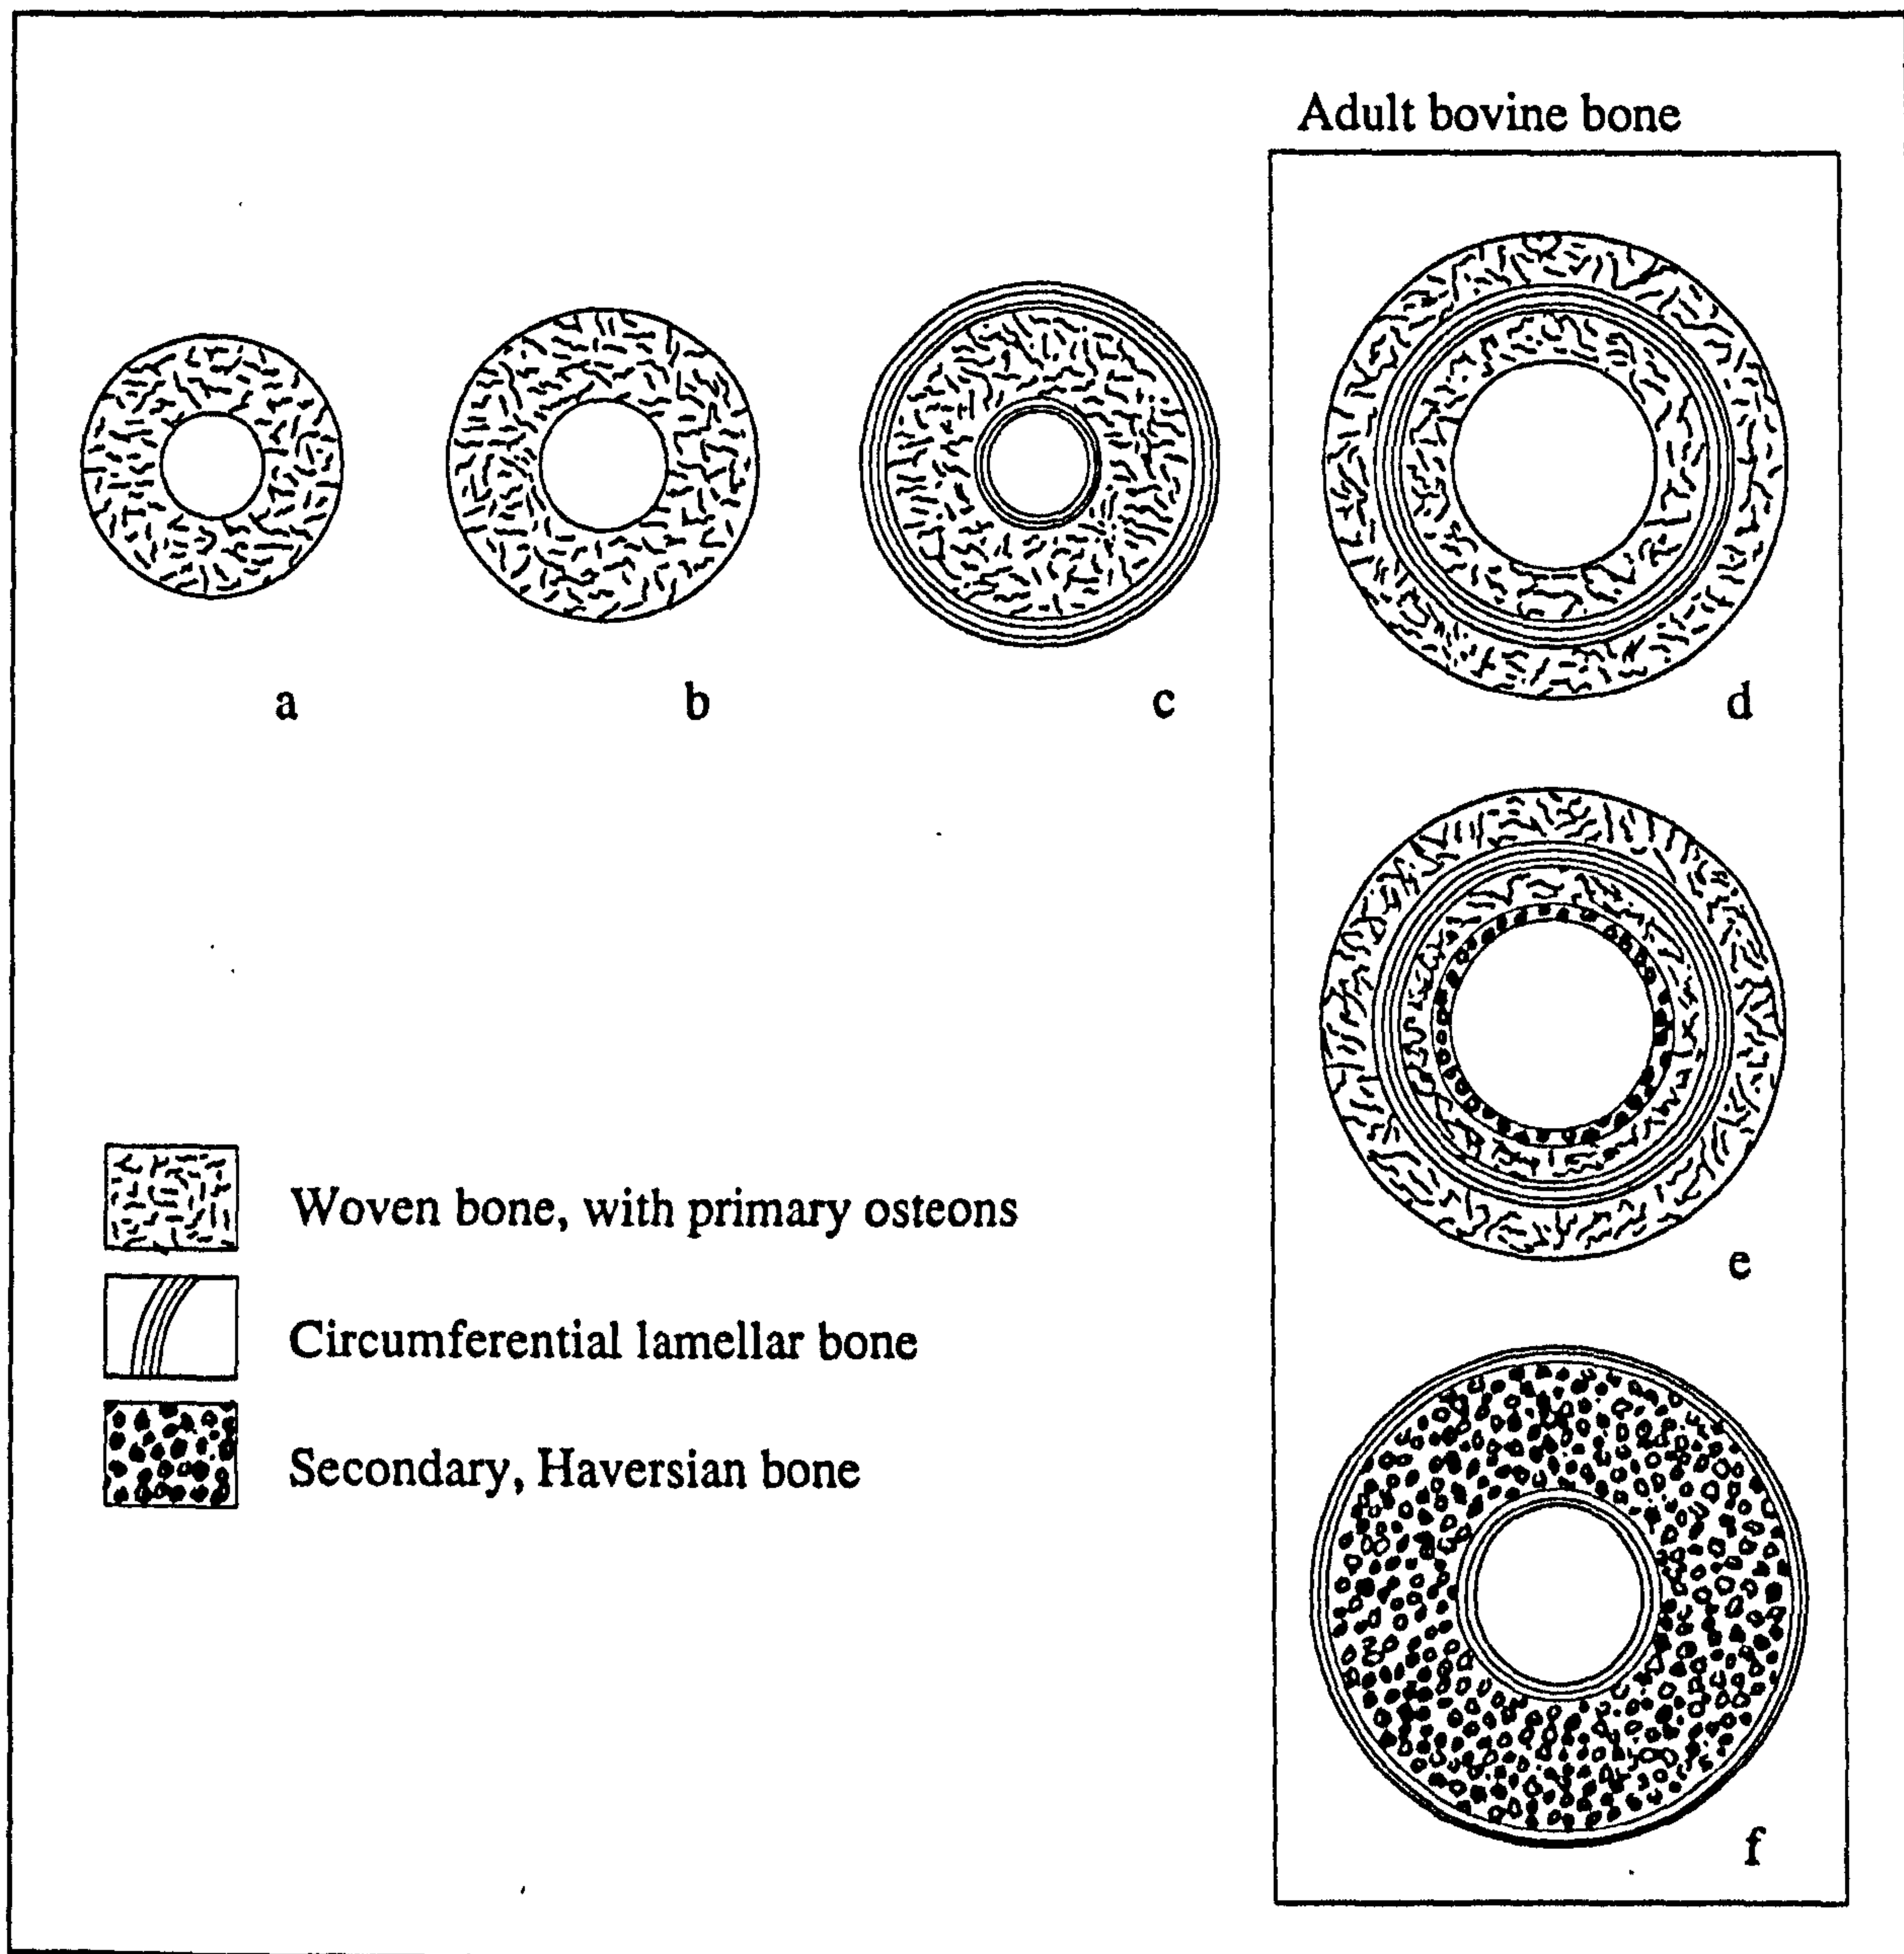 Adult bovine bone
a
b
c
d
e
Woven bone, with primary osteons
Circumferential lamellar bone
Secondary, Haversian bone
f